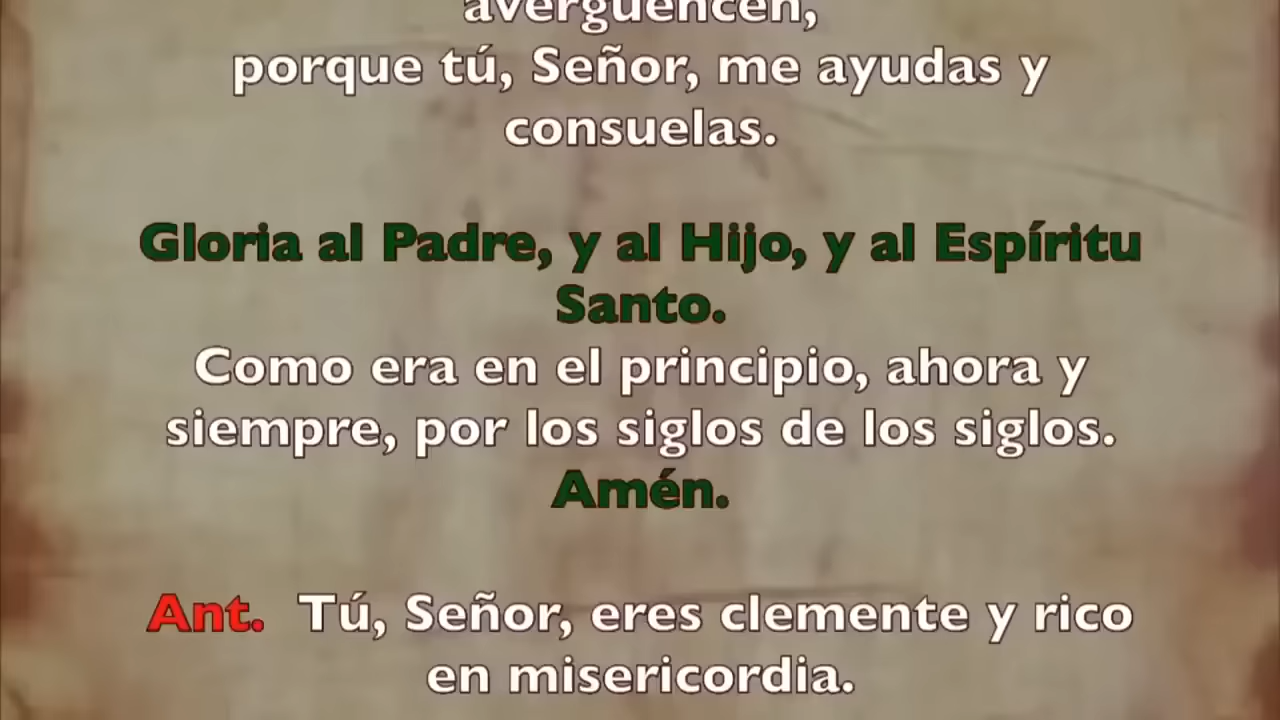 avergüencen,
porque tú, Señor, me ayudas y
consuelas.
Gloria al Padre, y al Hijo, y al Espíritu
Santo.
Como era en el principio, ahora y
siempre, por los siglos de los siglos.
Amén.
Ant. Tú, Señor, eres clemente y rico
en misericordia.